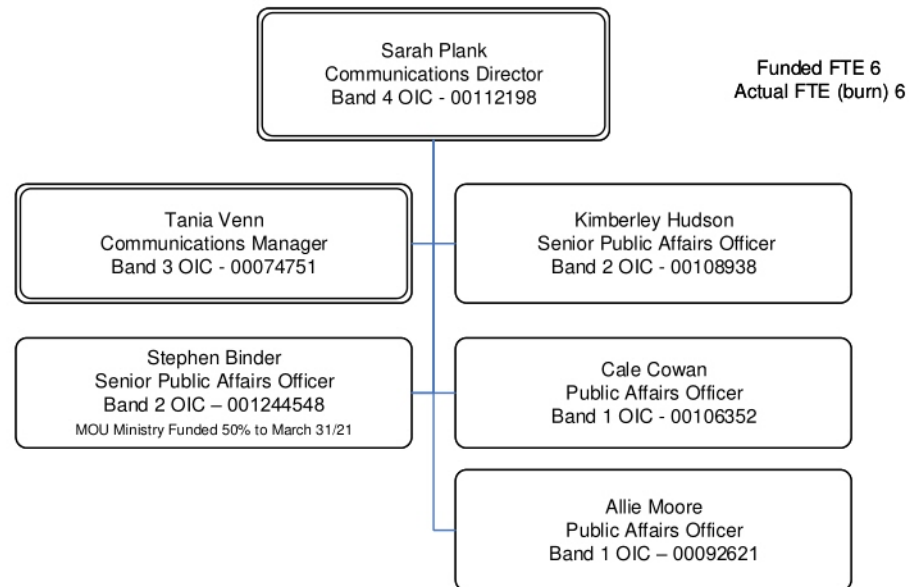 Sarah Plank
Communications Director
Band 4 OIC - 00112198
Funded FTE 6
Actual FTE (burn) 6
Tania Venn
Communications Manager
Band 3 OIC - 00074751
Kimberley Hudson
Senior Public Affairs Officer
Band 2 OIC - 00108938
Stephen Binder
Senior Public Affairs Officer
Band 2 OIC – 001244548
MOU Ministry Funded 50% to March 31/21
Cale Cowan
Public Affairs Officer
Band 1 OIC - 00106352
Allie Moore
Public Affairs Officer
Band 1 OIC – 00092621